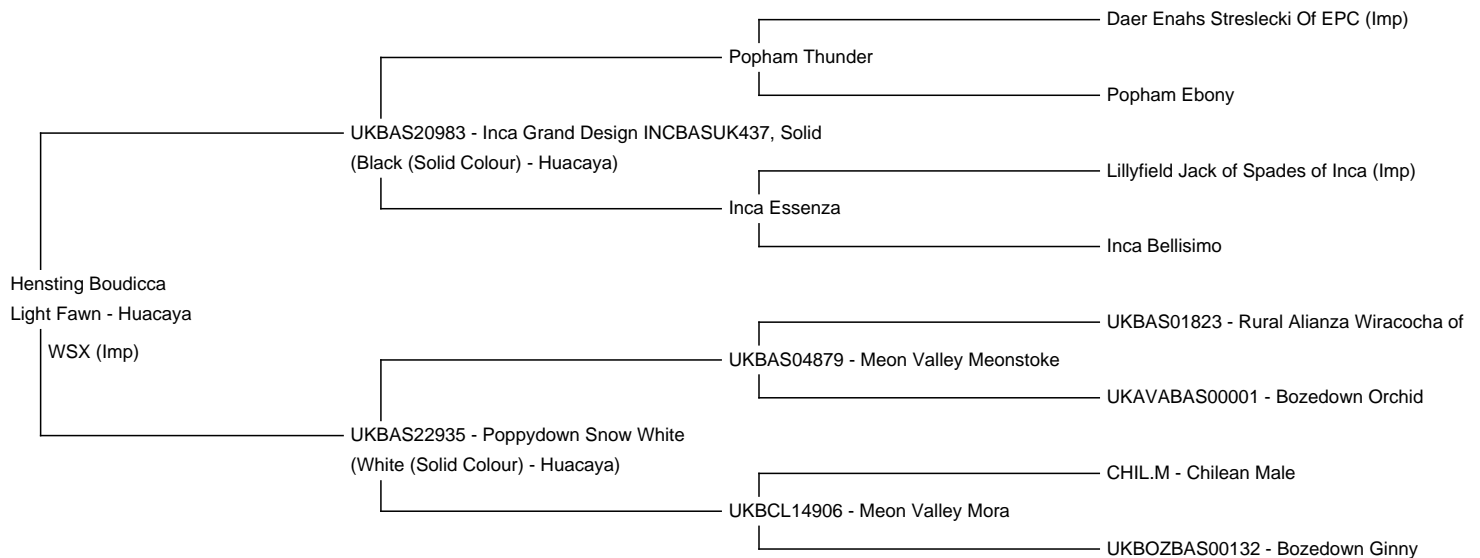 Daer Enahs Streslecki Of EPC (Imp)
Popham Thunder
Popham Ebony
UKBAS20983 - Inca Grand Design INCBASUK437, Solid
(Black (Solid Colour) - Huacaya)
Lillyfield Jack of Spades of Inca (Imp)
Inca Essenza
Inca Bellisimo
Hensting Boudicca
Light Fawn - Huacaya
WSX (Imp)
UKBAS01823 - Rural Alianza Wiracocha of
UKBAS04879 - Meon Valley Meonstoke
UKAVABAS00001 - Bozedown Orchid
UKBAS22935 - Poppydown Snow White
(White (Solid Colour) - Huacaya)
CHIL.M - Chilean Male
UKBCL14906 - Meon Valley Mora
UKBOZBAS00132 - Bozedown Ginny